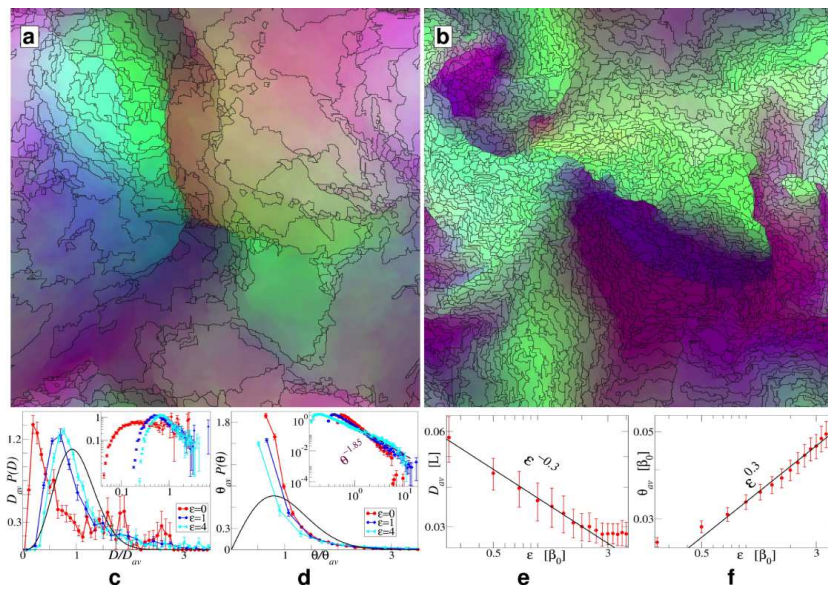 a
b
D_av P(D)
1.2
0.9
0.6
0.3
0
1
0.1
0.1
1
ε=0
ε=1
ε=4
0
1
D/D_av
3
c
θ_av P(θ)
1.8
1.2
0.6
0
10^0
10^-2
10^-4
10^-1
10^0
10^1
θ^-1.85
ε=0
ε=1
ε=4
1
θ/θ_av
3
d
D_av [L]
0.06
0.03
ε^-0.3
0.5
3
ε [β_0]
e
θ_av [β_0]
0.05
0.03
ε^0.3
0.5
3
ε [β_0]
f